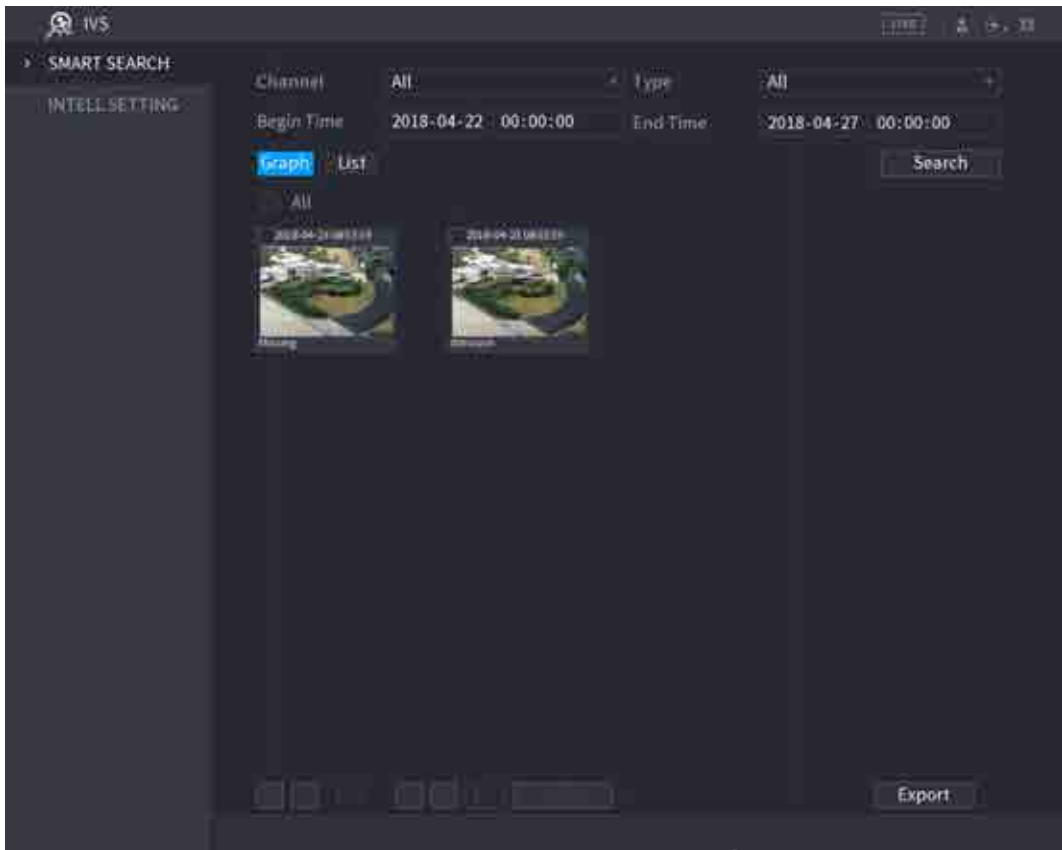 IVS
LIVE
SMART SEARCH
INTELL.SETTING
Channel All Type All
Begin Time 2018-04-22 00:00:00 End Time 2018-04-27 00:00:00
Graph List Search
All
Export